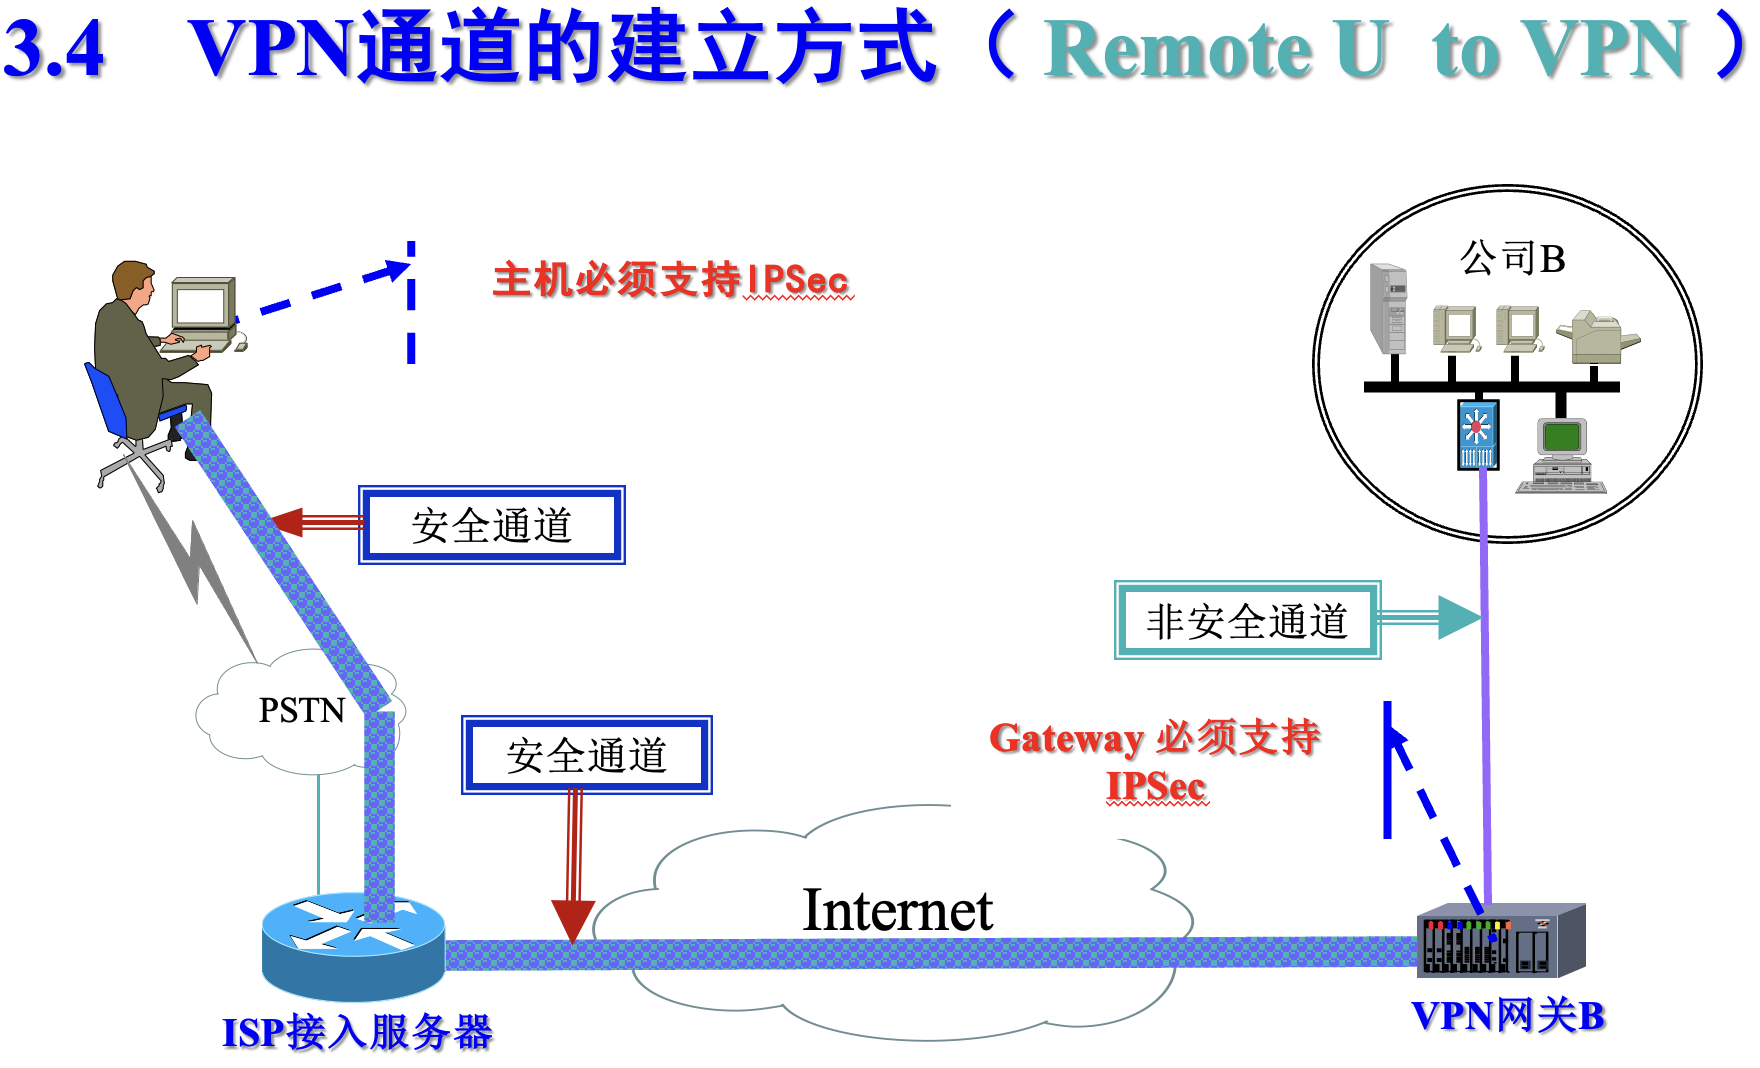 3.4 VPN通道的建立方式（ Remote U to VPN ）
主机必须支持IPSec
公司B
安全通道
非安全通道
PSTN
安全通道
Gateway 必须支持
IPSec
Internet
ISP接入服务器
VPN网关B